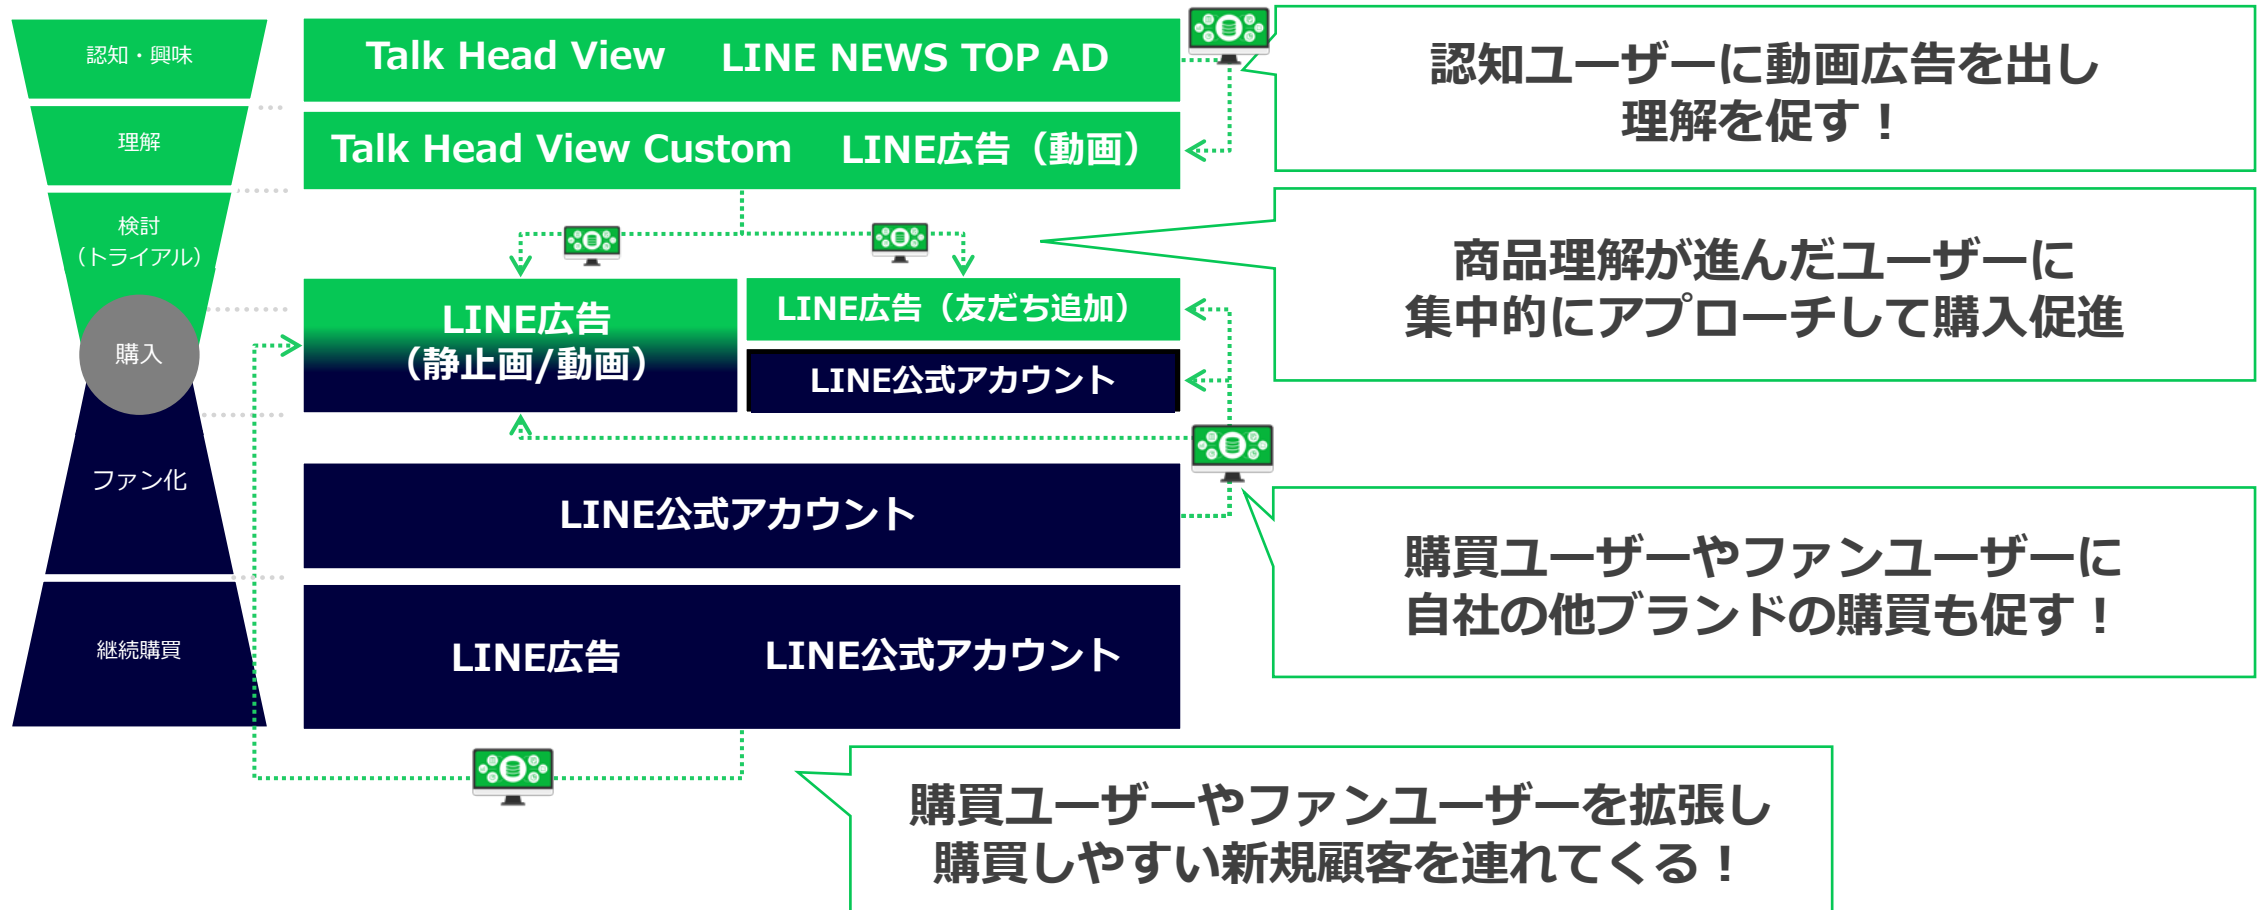 認知・興味
理解
検討
（トライアル）
購入
ファン化
継続購買
Talk Head View
LINE NEWS TOP AD
Talk Head View Custom
LINE広告（動画）
LINE広告
（静止画/動画）
LINE広告（友だち追加）
LINE公式アカウント
LINE公式アカウント
LINE広告
LINE公式アカウント
認知ユーザーに動画広告を出し
理解を促す！
商品理解が進んだユーザーに
集中的にアプローチして購入促進
購買ユーザーやファンユーザーに
自社の他ブランドの購買も促す！
購買ユーザーやファンユーザーを拡張し
購買しやすい新規顧客を連れてくる！